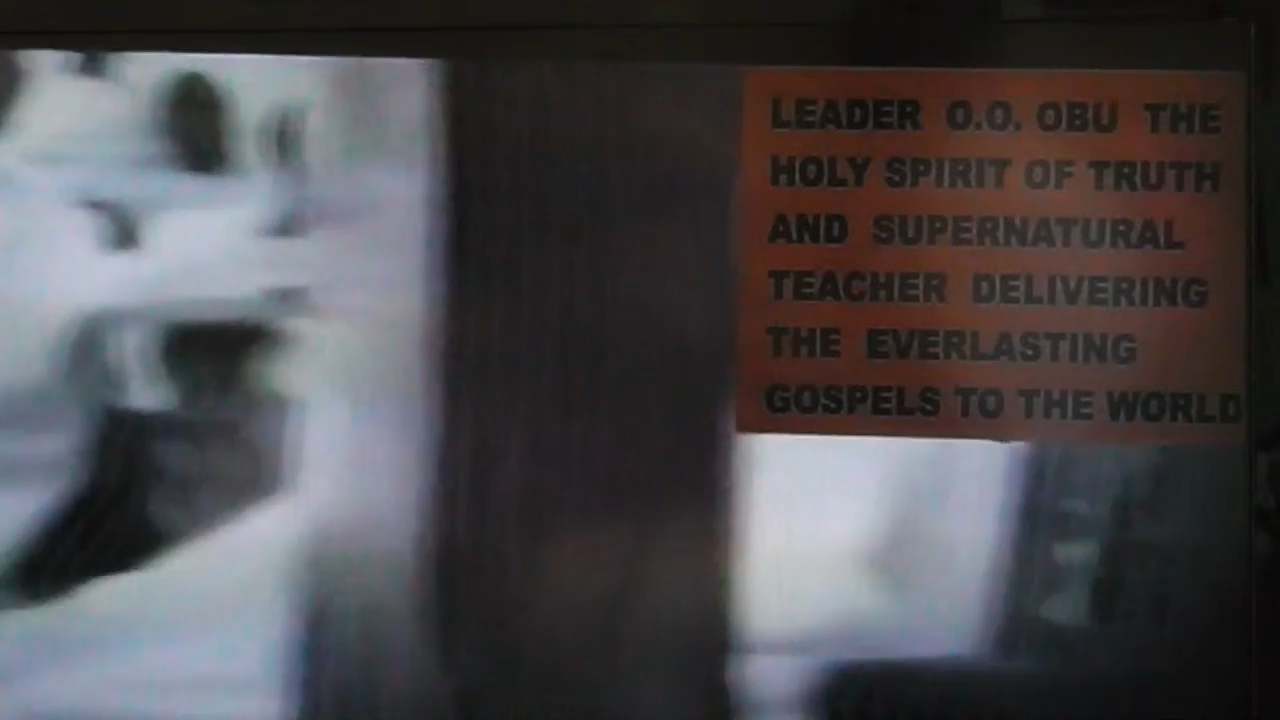 LEADER O.O. OBU THE
HOLY SPIRIT OF TRUTH
AND SUPERNATURAL
TEACHER DELIVERING
THE EVERLASTING
GOSPELS TO THE WORLD